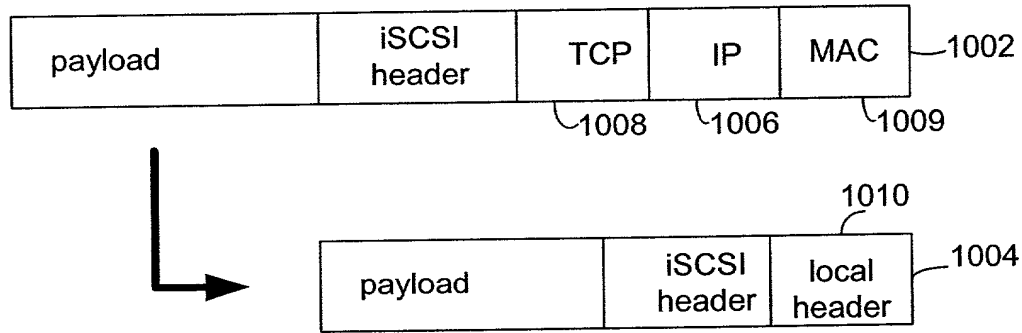 payload
iSCSI
header
TCP
IP
MAC
1002
1008
1006
1009
1010
payload
iSCSI
header
local
header
1004